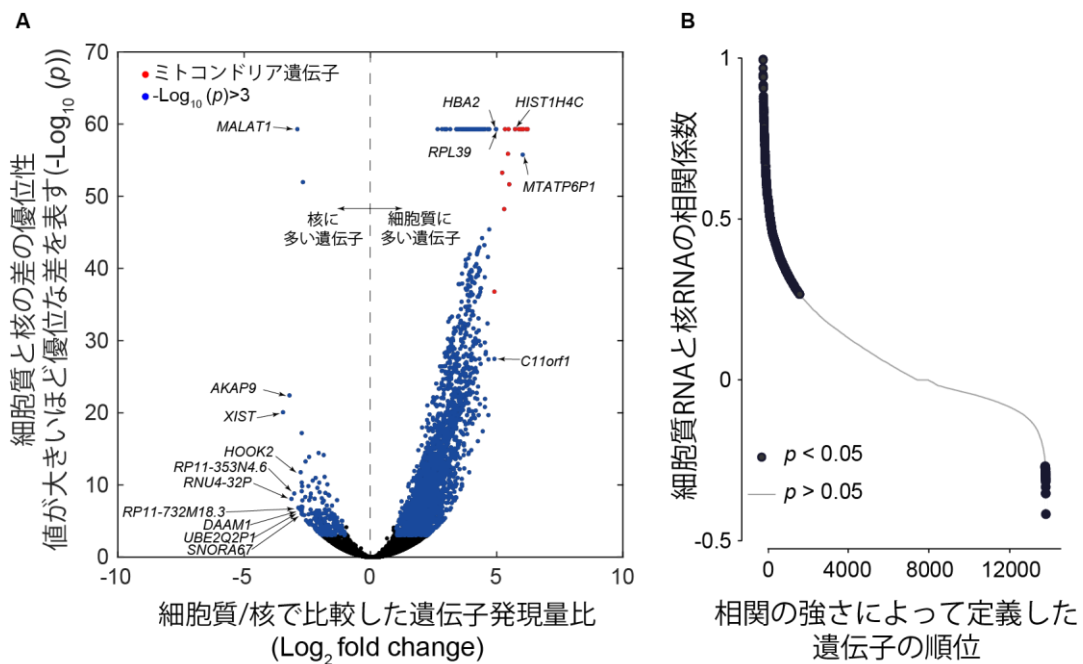 A
細胞質と核の差の優位性
値が大きいほど優位な差を表す(-Log10 (p))
70
60
50
40
30
20
10
0
ミトコンドリア遺伝子
-Log10 (p)>3
MALAT1
HBA2
HIST1H4C
RPL39
MTATP6P1
核に
多い遺伝子
細胞質に
多い遺伝子
C11orf1
AKAP9
XIST
HOOK2
RP11-353N4.6
RNU4-32P
RP11-732M18.3
DAAM1
UBE2Q2P1
SNORA67
-10 -5 0 5 10
細胞質/核で比較した遺伝子発現量比
(Log2 fold change)
B
細胞質RNAと核RNAの相関係数
1
0.5
0
-0.5
p < 0.05
p > 0.05
0 4000 8000 12000
相関の強さによって定義した
遺伝子の順位